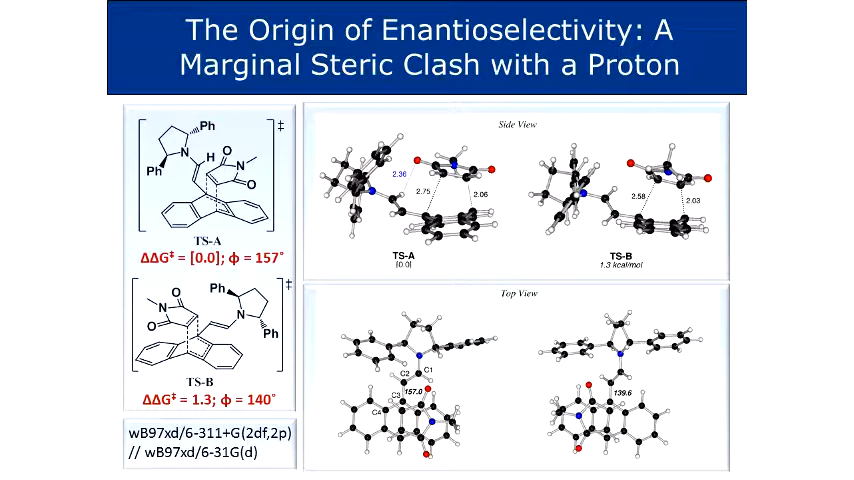 The Origin of Enantioselectivity: A
Marginal Steric Clash with a Proton
Ph
‡
N
H
O
N
Ph
O
TS-A
ΔΔG‡ = [0.0]; ϕ = 157˚
O
Ph
‡
N
N
O
Ph
TS-B
ΔΔG‡ = 1.3; ϕ = 140˚
wB97xd/6-311+G(2df,2p)
// wB97xd/6-31G(d)
Side View
2.36
2.75
2.06
2.58
2.03
TS-A
[0.0]
TS-B
1.3 kcal/mol
Top View
C2
C1
C3
157.0
C4
139.6